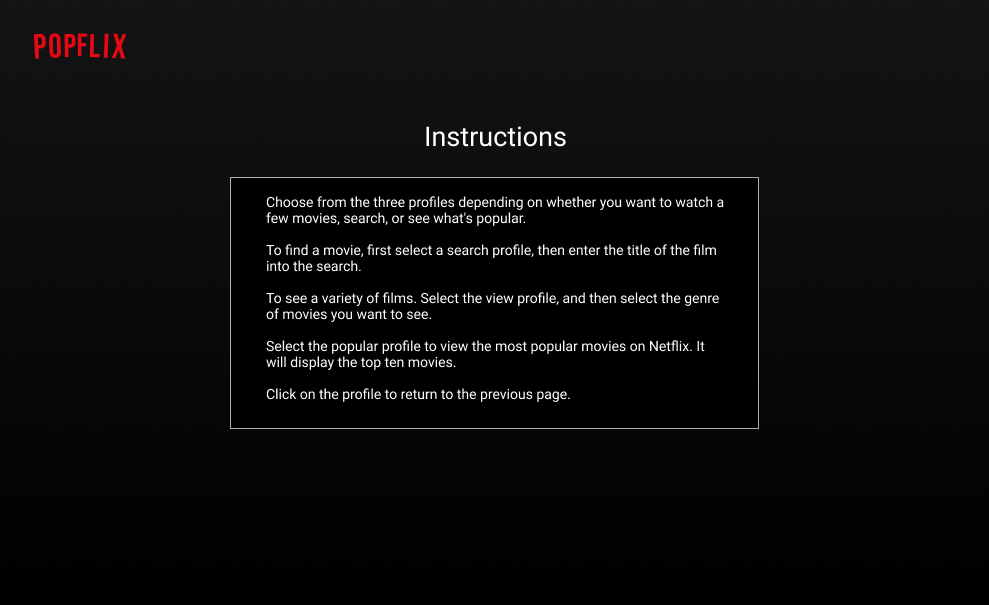 POPFLIX
Instructions
Choose from the three profiles depending on whether you want to watch a
few movies, search, or see what's popular.
To find a movie, first select a search profile, then enter the title of the film
into the search.
To see a variety of films. Select the view profile, and then select the genre
of movies you want to see.
Select the popular profile to view the most popular movies on Netflix. It
will display the top ten movies.
Click on the profile to return to the previous page.